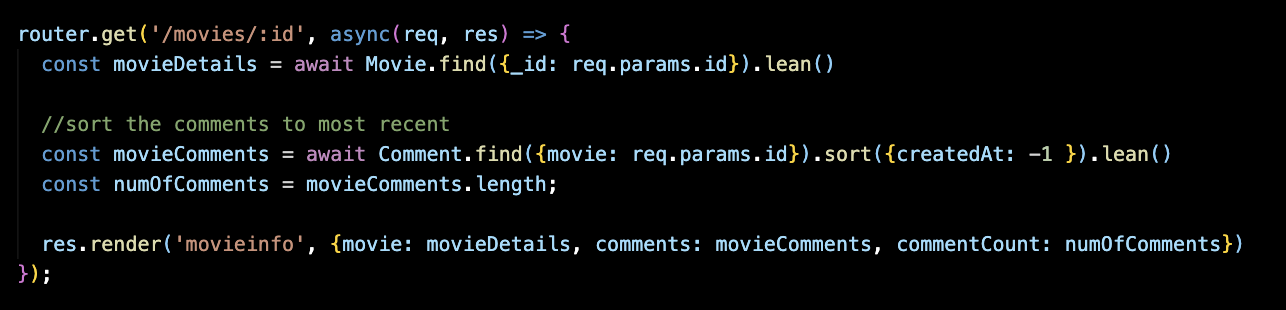 router.get('/movies/:id', async(req, res) => {
const movieDetails = await Movie.find({_id: req.params.id}).lean()
//sort the comments to most recent
const movieComments = await Comment.find({movie: req.params.id}).sort({createdAt: -1 }).lean()
const numOfComments = movieComments.length;
res.render('movieinfo', {movie: movieDetails, comments: movieComments, commentCount: numOfComments})
});